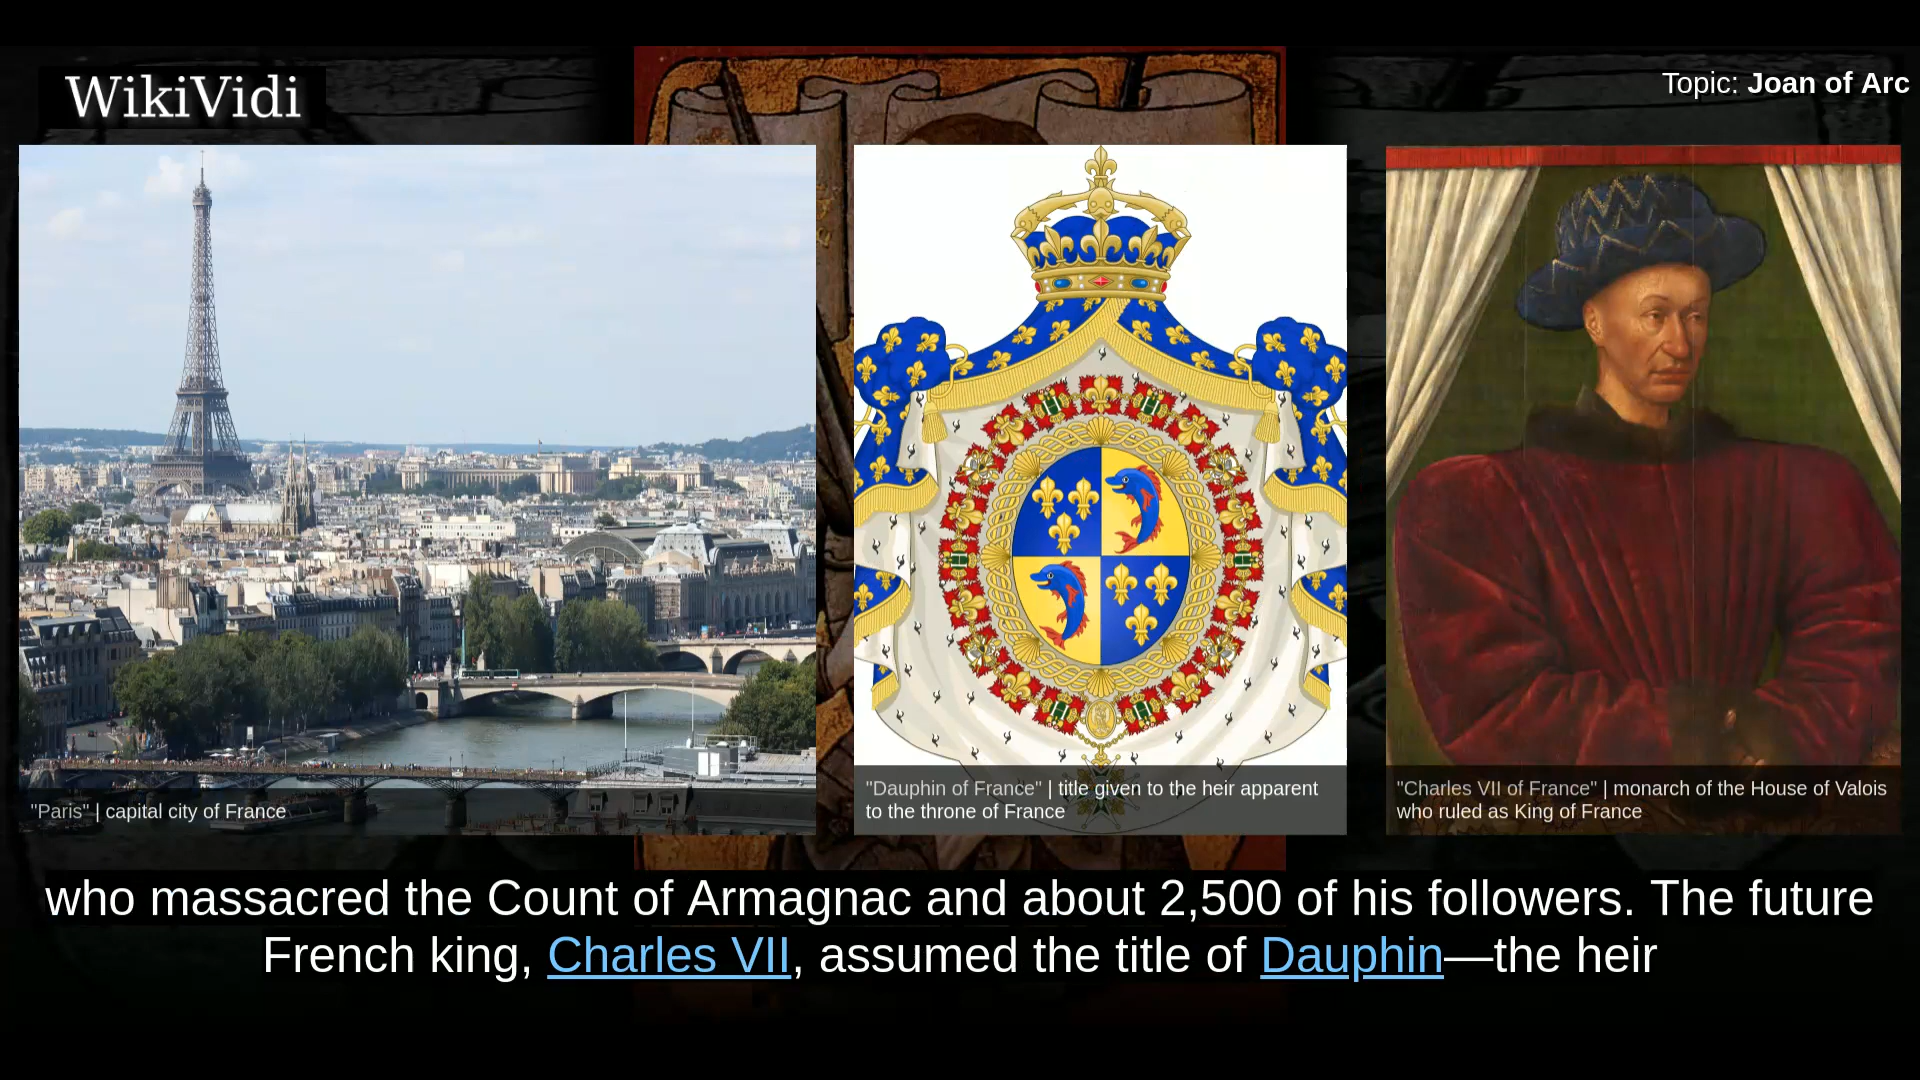 WikiVidi
Topic: Joan of Arc
"Paris" | capital city of France
"Dauphin of France" | title given to the heir apparent
to the throne of France
"Charles VII of France" | monarch of the House of Valois
who ruled as King of France
who massacred the Count of Armagnac and about 2,500 of his followers. The future
French king, Charles VII, assumed the title of Dauphin—the heir